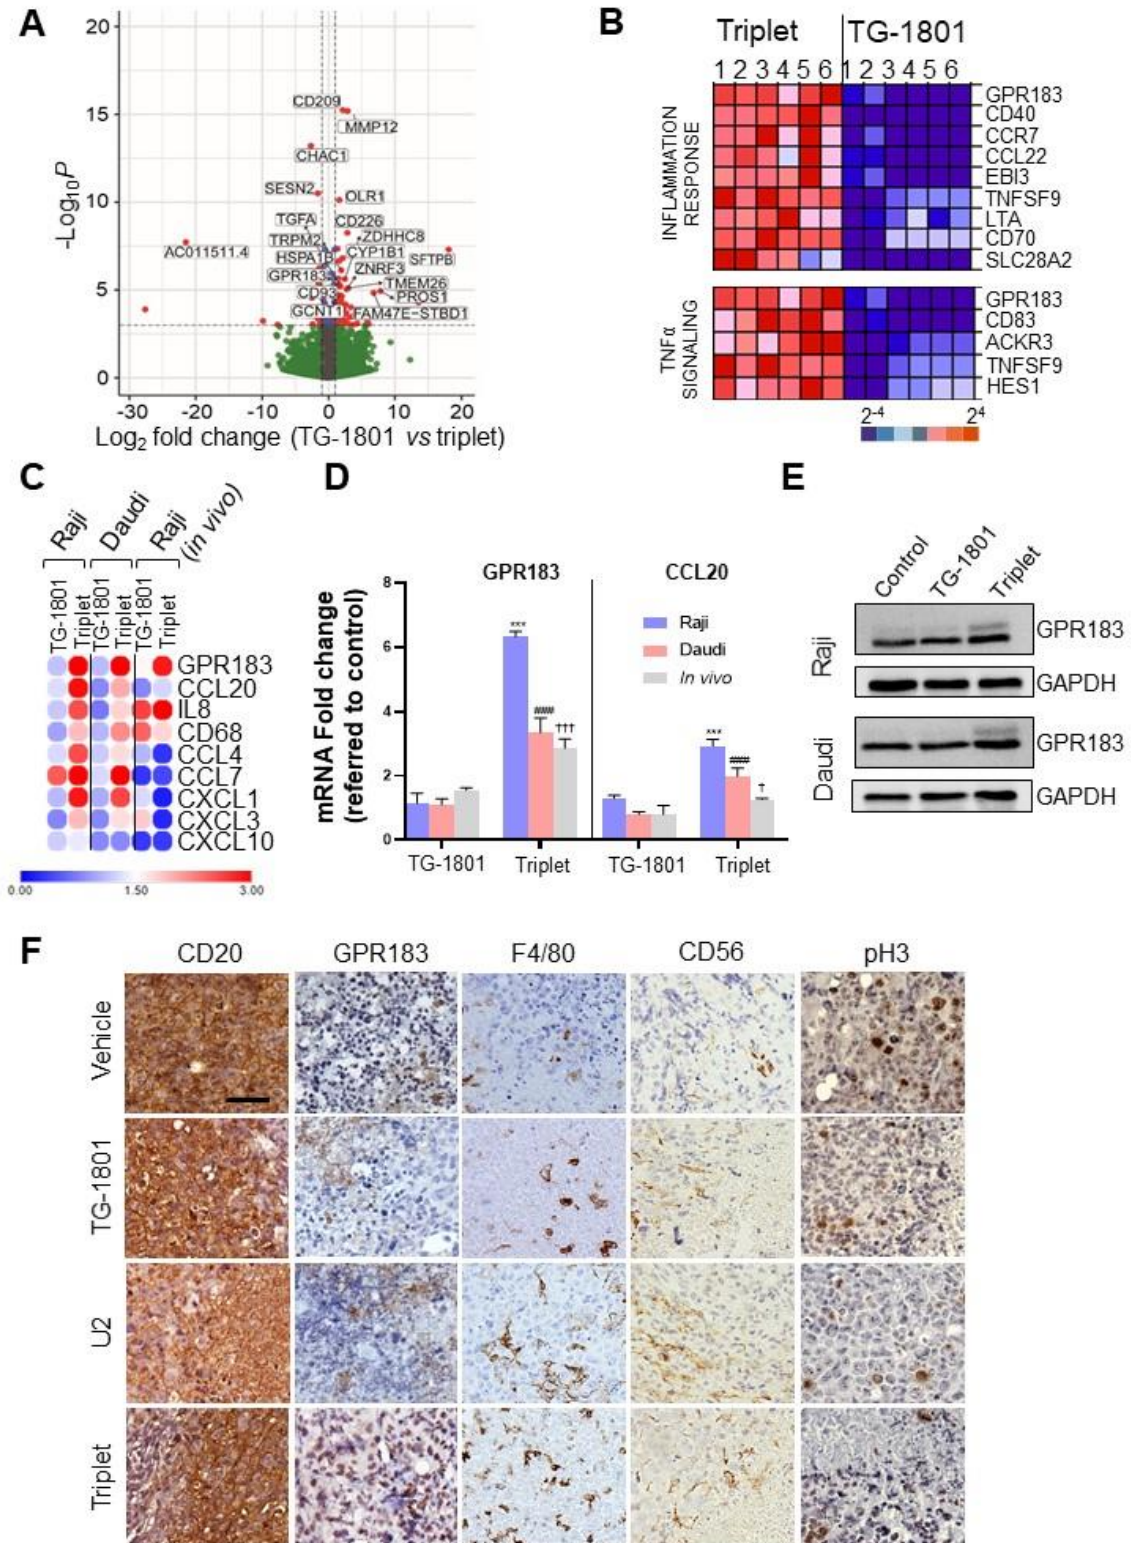 A
20
15
10
5
0
-Log10P
CD209
MMP12
CHAC1
SESN2
OLR1
TGFA
CD226
TRPM2
ZDHHC8
AC011511.4
HSPA1B
CYP1B1
SFTPB
GPR183
ZNRF3
TMEM26
CD93
PROS1
GCNT1
FAM47E-STBD1
-30 -20 -10 0 10 20
Log2 fold change (TG-1801 vs triplet)
B
Triplet TG-1801
1 2 3 4 5 6 1 2 3 4 5 6
INFLAMMATION
RESPONSE
GPR183
CD40
CCR7
CCL22
EBI3
TNFSF9
LTA
CD70
SLC28A2
TNFα
SIGNALING
GPR183
CD83
ACKR3
TNFSF9
HES1
2-4 24
C
Raji Daudi Raji (in vivo)
TG-1801 Triplet TG-1801 Triplet TG-1801 Triplet
GPR183
CCL20
IL8
CD68
CCL4
CCL7
CXCL1
CXCL3
CXCL10
0.00 1.50 3.00
D
mRNA Fold change
(referred to control)
8
6
4
2
0
GPR183 CCL20
Raji
Daudi
In vivo
*** ### †††
*** ### †
TG-1801 Triplet TG-1801 Triplet
E
Control TG-1801 Triplet
Raji
GPR183
GAPDH
Daudi
GPR183
GAPDH
F
CD20 GPR183 F4/80 CD56 pH3
Vehicle
TG-1801
U2
Triplet